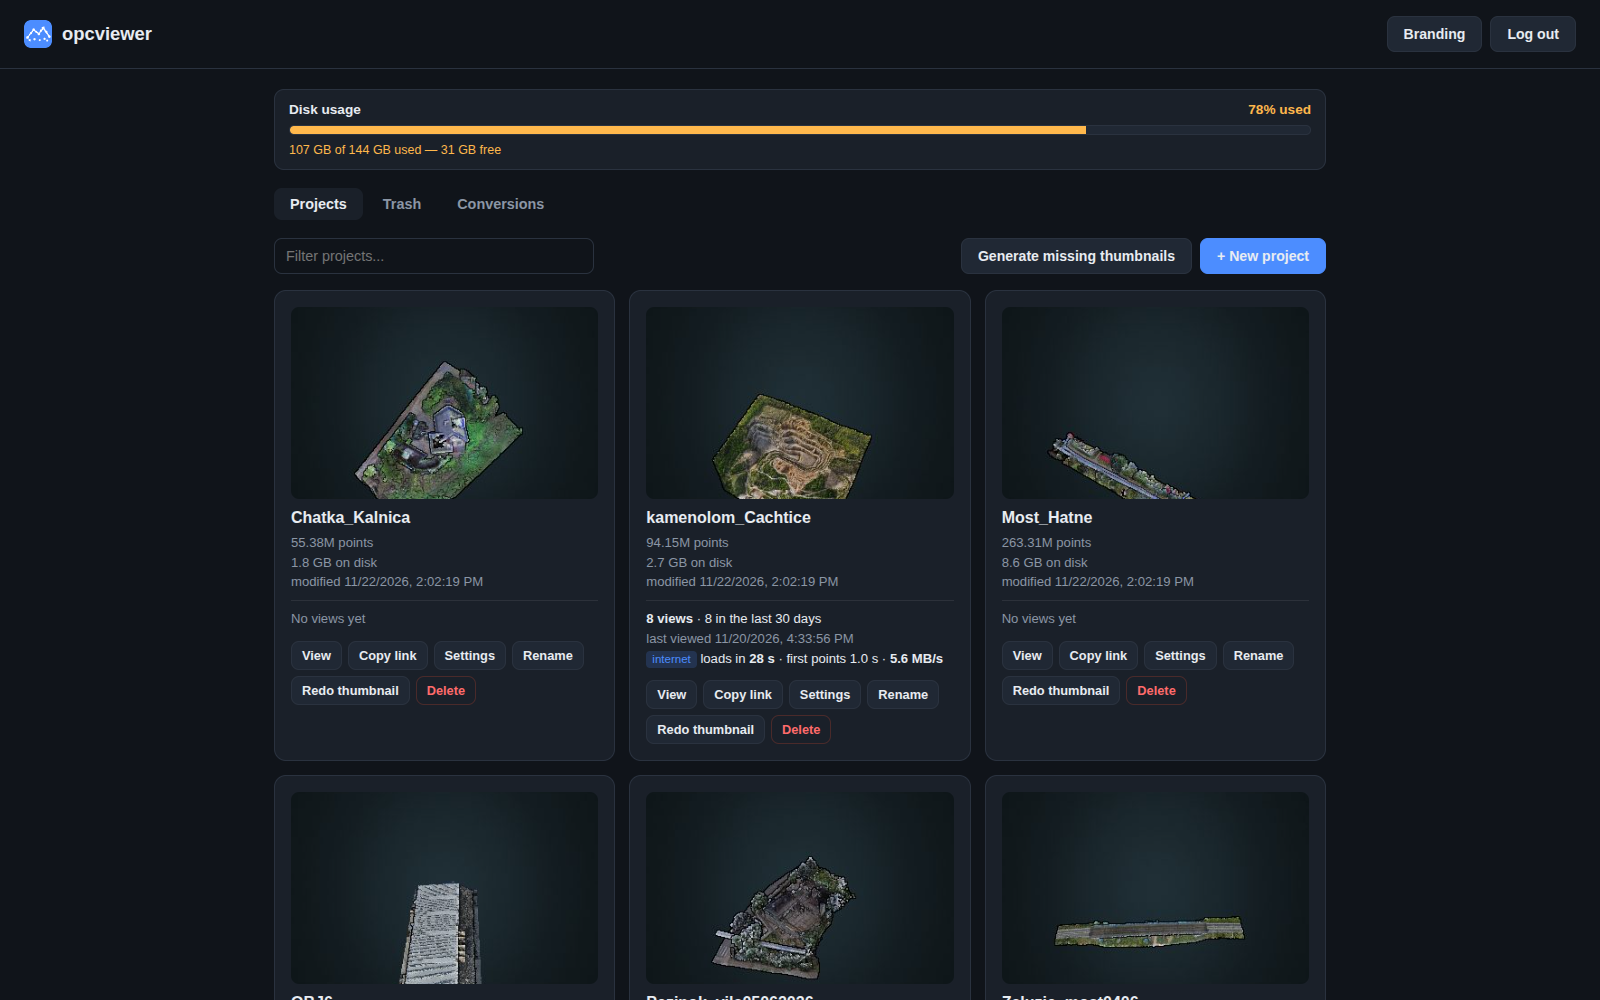 opcviewer
Branding
Log out
Disk usage
78% used
107 GB of 144 GB used — 31 GB free
Projects
Trash
Conversions
Filter projects...
Generate missing thumbnails
+ New project
Chatka_Kalnica
55.38M points
1.8 GB on disk
modified 11/22/2026, 2:02:19 PM
No views yet
View
Copy link
Settings
Rename
Redo thumbnail
Delete
kamenolom_Cachtice
94.15M points
2.7 GB on disk
modified 11/22/2026, 2:02:19 PM
8 views · 8 in the last 30 days
last viewed 11/20/2026, 4:33:56 PM
internet loads in 28 s · first points 1.0 s · 5.6 MB/s
View
Copy link
Settings
Rename
Redo thumbnail
Delete
Most_Hatne
263.31M points
8.6 GB on disk
modified 11/22/2026, 2:02:19 PM
No views yet
View
Copy link
Settings
Rename
Redo thumbnail
Delete